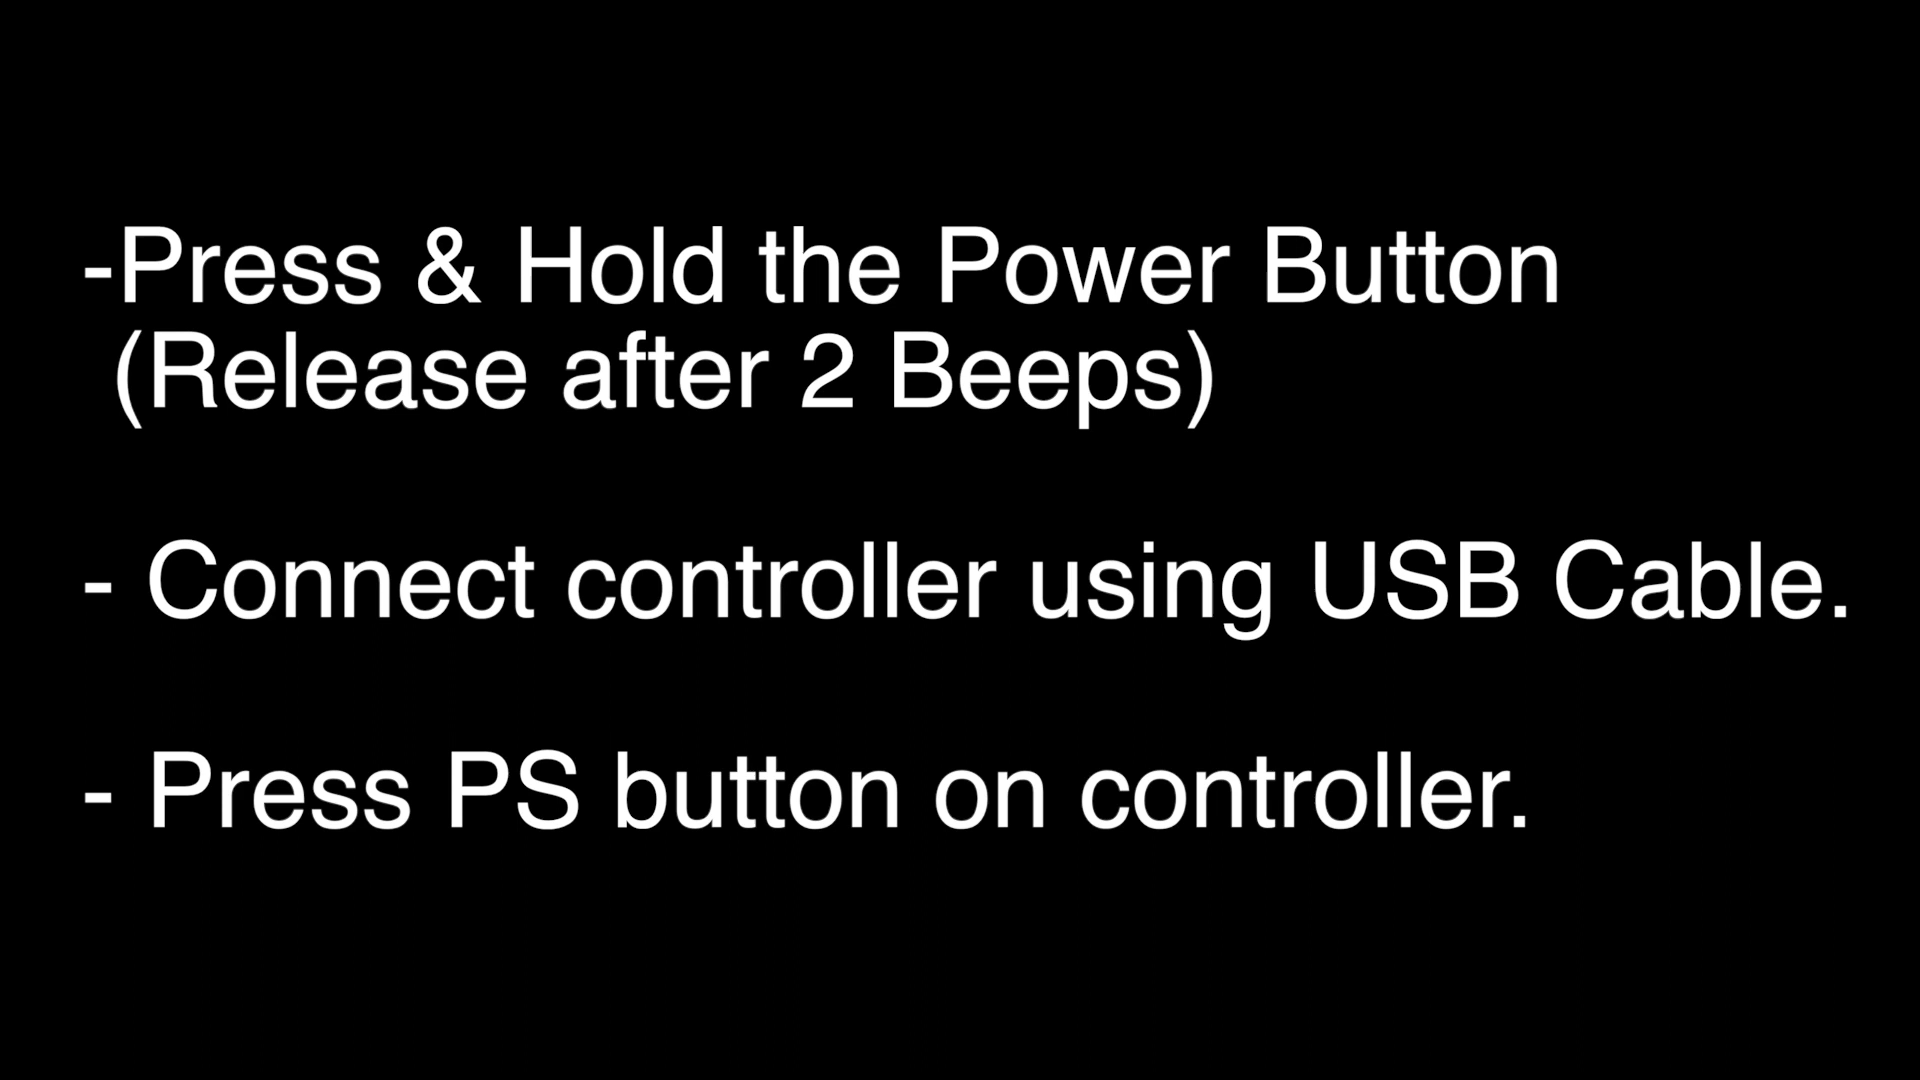 -Press & Hold the Power Button
(Release after 2 Beeps)
- Connect controller using USB Cable.
- Press PS button on controller.